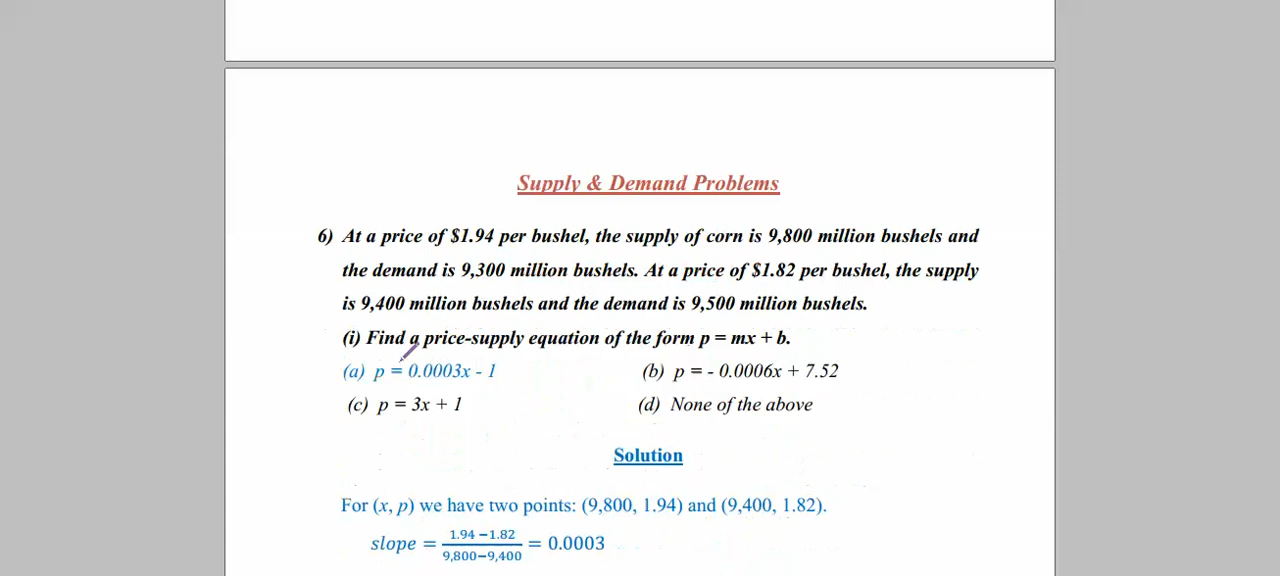 Supply & Demand Problems
6) At a price of $1.94 per bushel, the supply of corn is 9,800 million bushels and
the demand is 9,300 million bushels. At a price of $1.82 per bushel, the supply
is 9,400 million bushels and the demand is 9,500 million bushels.
(i) Find a price-supply equation of the form p = mx + b.
(a) p = 0.0003x - 1 (b) p = - 0.0006x + 7.52
(c) p = 3x + 1 (d) None of the above
Solution
For (x, p) we have two points: (9,800, 1.94) and (9,400, 1.82).
slope = 1.94 −1.82 / 9,800−9,400 = 0.0003